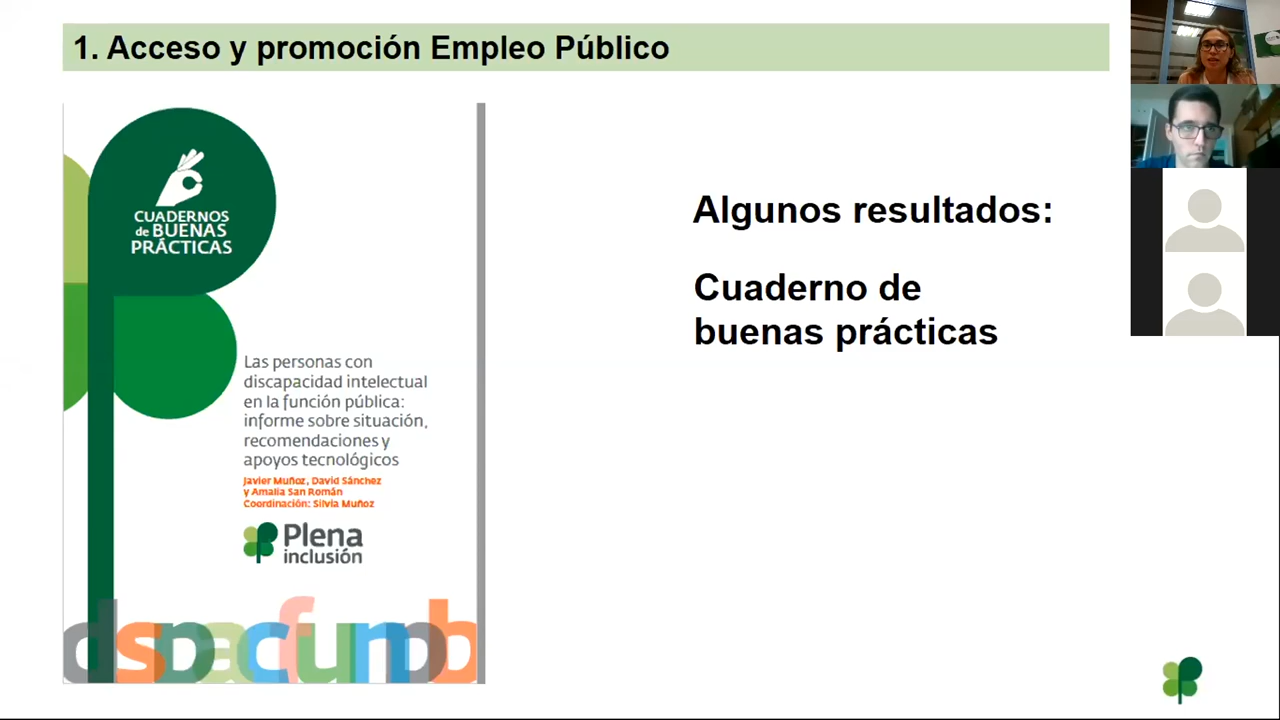 1. Acceso y promoción Empleo Público
CUADERNOS
de BUENAS
PRÁCTICAS
Las personas con
discapacidad intelectual
en la función pública:
informe sobre situación,
recomendaciones y
apoyos tecnológicos
Javier Muñoz, David Sánchez
y Amalia San Román
Coordinación: Silvia Muñoz
Plena
inclusión
dspacfunpb
Algunos resultados:
Cuaderno de
buenas prácticas